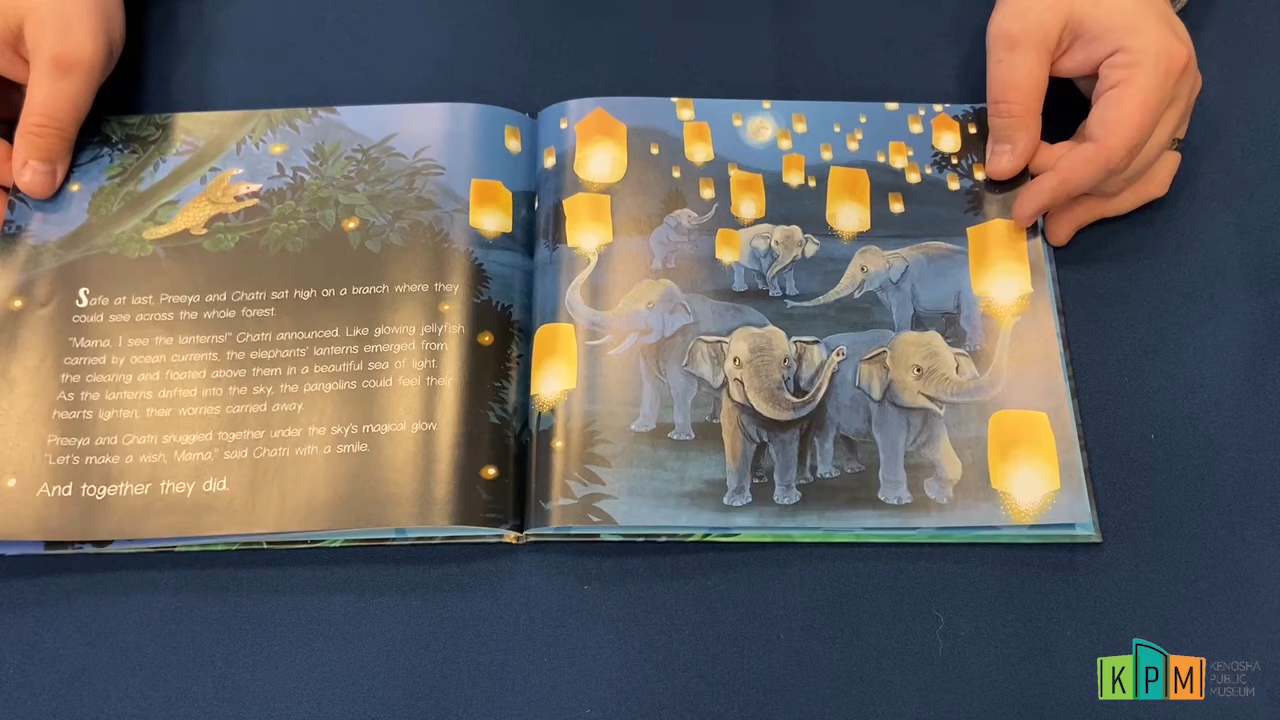 Safe at last, Preeya and Chatri sat high on a branch where they
could see across the whole forest.
"Mama, I see the lanterns!" Chatri announced. Like glowing jellyfish
carried by ocean currents, the elephants' lanterns emerged from
the clearing and floated above them in a beautiful sea of light.
As the lanterns drifted into the sky, the pangolins could feel their
hearts lighten, their worries carried away.
Preeya and Chatri snuggled together under the sky's magical glow.
"Let's make a wish, Mama," said Chatri with a smile.
And together they did.
KPM
KENOSHA
PUBLIC
MUSEUM